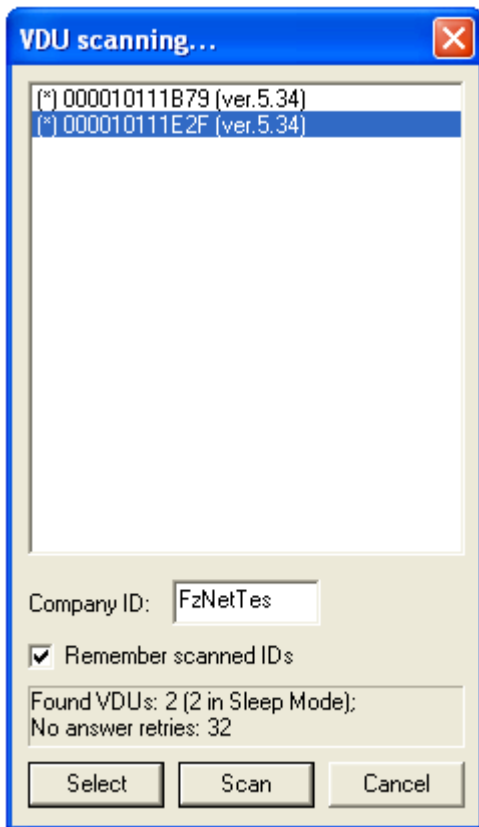 VDU scanning...
(*) 000010111B79 (ver.5.34)
(*) 000010111E2F (ver.5.34)
Company ID: FzNetTes
Remember scanned IDs
Found VDUs: 2 (2 in Sleep Mode);
No answer retries: 32
Select Scan Cancel